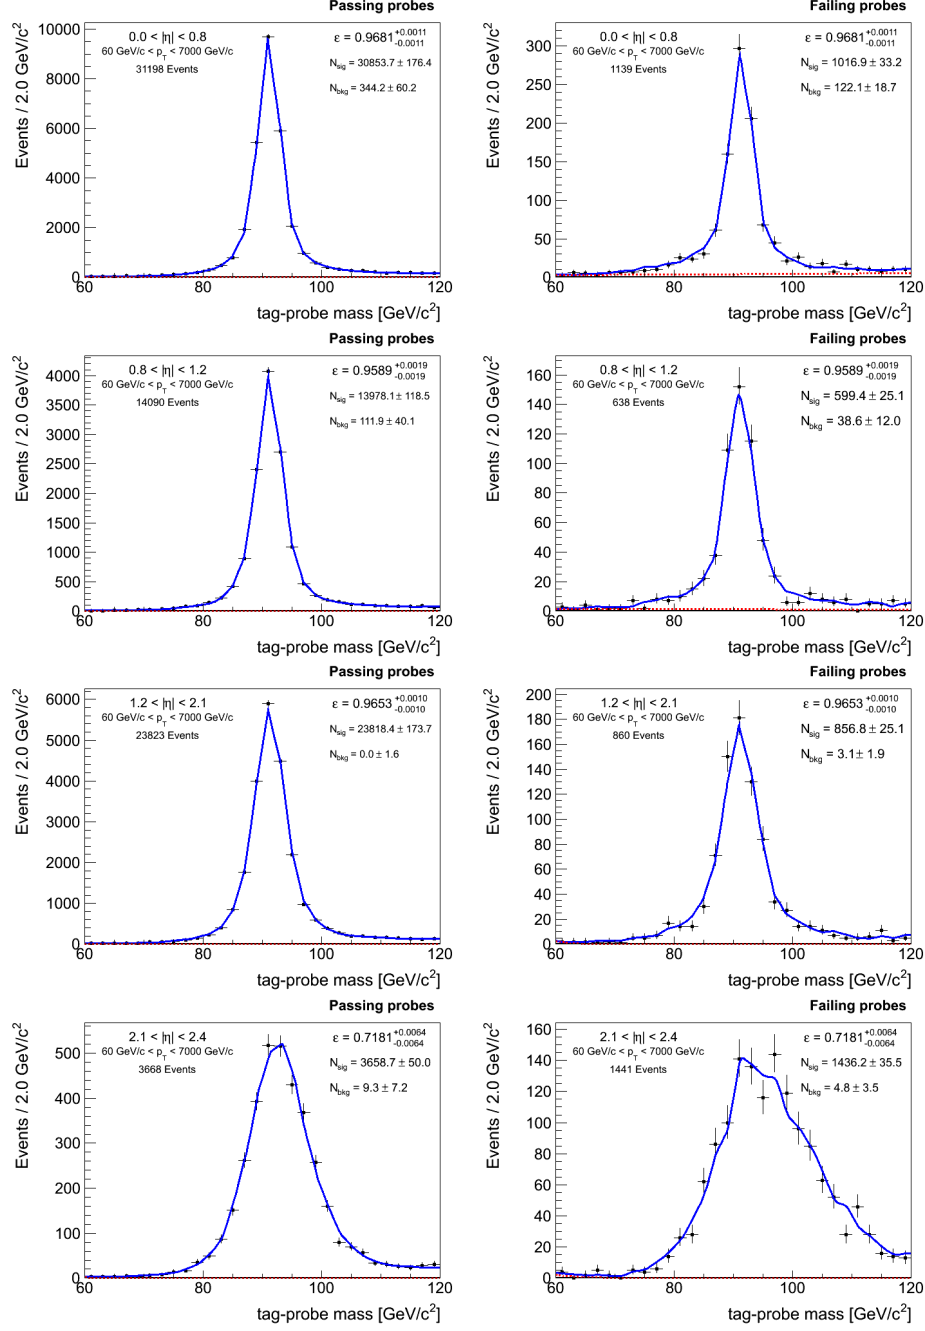 Passing probes
Events / 2.0 GeV/c²
0.0 < |η| < 0.8
60 GeV/c < p_T < 7000 GeV/c
31198 Events
ε = 0.9681 +0.0011 -0.0011
N_sig = 30853.7 ± 176.4
N_bkg = 344.2 ± 60.2
10000
8000
6000
4000
2000
0
60 80 100 120
tag-probe mass [GeV/c²]
Failing probes
Events / 2.0 GeV/c²
0.0 < |η| < 0.8
60 GeV/c < p_T < 7000 GeV/c
1139 Events
ε = 0.9681 +0.0011 -0.0011
N_sig = 1016.9 ± 33.2
N_bkg = 122.1 ± 18.7
300
250
200
150
100
50
0
60 80 100 120
tag-probe mass [GeV/c²]
Passing probes
Events / 2.0 GeV/c²
0.8 < |η| < 1.2
60 GeV/c < p_T < 7000 GeV/c
14090 Events
ε = 0.9589 +0.0019 -0.0019
N_sig = 13978.1 ± 118.5
N_bkg = 111.9 ± 40.1
4000
3500
3000
2500
2000
1500
1000
500
0
60 80 100 120
tag-probe mass [GeV/c²]
Failing probes
Events / 2.0 GeV/c²
0.8 < |η| < 1.2
60 GeV/c < p_T < 7000 GeV/c
638 Events
ε = 0.9589 +0.0019 -0.0019
N_sig = 599.4 ± 25.1
N_bkg = 38.6 ± 12.0
160
140
120
100
80
60
40
20
0
60 80 100 120
tag-probe mass [GeV/c²]
Passing probes
Events / 2.0 GeV/c²
1.2 < |η| < 2.1
60 GeV/c < p_T < 7000 GeV/c
23823 Events
ε = 0.9653 +0.0010 -0.0010
N_sig = 23818.4 ± 173.7
N_bkg = 0.0 ± 1.6
6000
5000
4000
3000
2000
1000
0
60 80 100 120
tag-probe mass [GeV/c²]
Failing probes
Events / 2.0 GeV/c²
1.2 < |η| < 2.1
60 GeV/c < p_T < 7000 GeV/c
860 Events
ε = 0.9653 +0.0010 -0.0010
N_sig = 856.8 ± 25.1
N_bkg = 3.1 ± 1.9
200
180
160
140
120
100
80
60
40
20
0
60 80 100 120
tag-probe mass [GeV/c²]
Passing probes
Events / 2.0 GeV/c²
2.1 < |η| < 2.4
60 GeV/c < p_T < 7000 GeV/c
3668 Events
ε = 0.7181 +0.0064 -0.0064
N_sig = 3658.7 ± 50.0
N_bkg = 9.3 ± 7.2
500
400
300
200
100
0
60 80 100 120
tag-probe mass [GeV/c²]
Failing probes
Events / 2.0 GeV/c²
2.1 < |η| < 2.4
60 GeV/c < p_T < 7000 GeV/c
1441 Events
ε = 0.7181 +0.0064 -0.0064
N_sig = 1436.2 ± 35.5
N_bkg = 4.8 ± 3.5
160
140
120
100
80
60
40
20
0
60 80 100 120
tag-probe mass [GeV/c²]